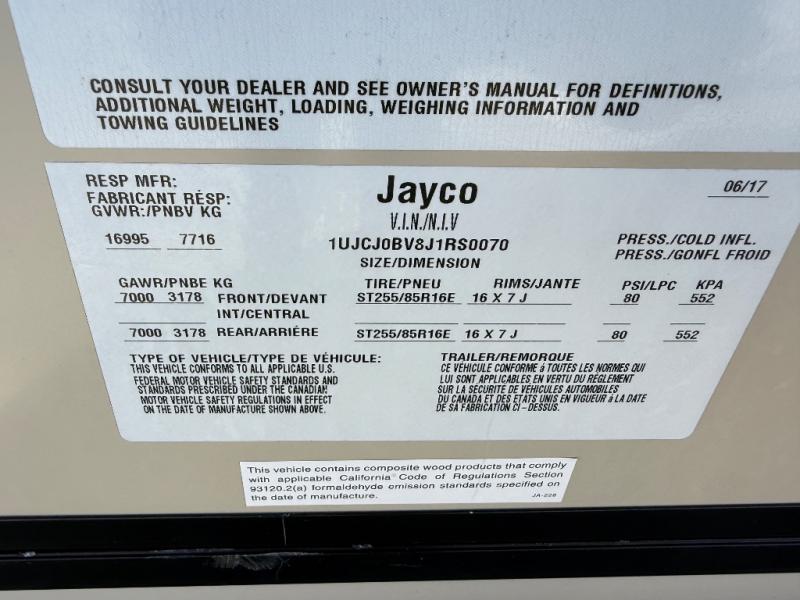 CONSULT YOUR DEALER AND SEE OWNER'S MANUAL FOR DEFINITIONS,
ADDITIONAL WEIGHT, LOADING, WEIGHING INFORMATION AND
TOWING GUIDELINES
RESP MFR:
FABRICANT RÉSP:
Jayco
06/17
GVWR:/PNBV KG
V.I.N./N.I.V
16995 7716
1UJCJ0BV8J1RS0070
PRESS./COLD INFL.
SIZE/DIMENSION
PRESS./GONFL FROID
GAWR/PNBE KG TIRE/PNEU RIMS/JANTE PSI/LPC KPA
7000 3178 FRONT/DEVANT ST255/85R16E 16 X 7 J 80 552
INT/CENTRAL
7000 3178 REAR/ARRIÉRE ST255/85R16E 16 X 7 J 80 552
TYPE OF VEHICLE/TYPE DE VÉHICULE: TRAILER/REMORQUE
THIS VEHICLE CONFORMS TO ALL APPLICABLE U.S.
FEDERAL MOTOR VEHICLE SAFETY STANDARDS AND
STANDARDS PRESCRIBED UNDER THE CANADIAN
MOTOR VEHICLE SAFETY REGULATIONS IN EFFECT
ON THE DATE OF MANUFACTURE SHOWN ABOVE.
CE VÉHICULE CONFORME á TOUTES LES NORMES QUI
LUI SONT APPLICABLES EN VERTU DU RÉGLEMENT
SUR LA SÉCURITÉ DE VÉHICULES AUTOMOBILES
DU CANADA ET DES ETATS UNIS EN VIGUEUR á LA DATE
DE SA FABRICATION CI-DESSUS.
This vehicle contains composite wood products that comply
with applicable California Code of Regulations Section
93120.2(a) formaldehyde emission standards specified on
the date of manufacture.
JA-228